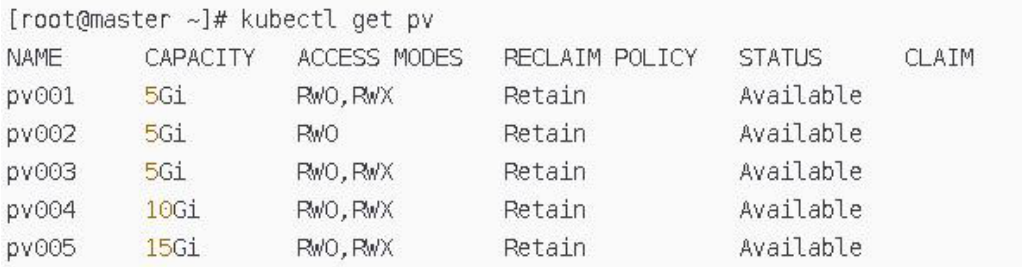 [root@master ~]# kubectl get pv
NAME CAPACITY ACCESS MODES RECLAIM POLICY STATUS CLAIM
pv001 5Gi RWO,RWX Retain Available
pv002 5Gi RWO Retain Available
pv003 5Gi RWO,RWX Retain Available
pv004 10Gi RWO,RWX Retain Available
pv005 15Gi RWO,RWX Retain Available